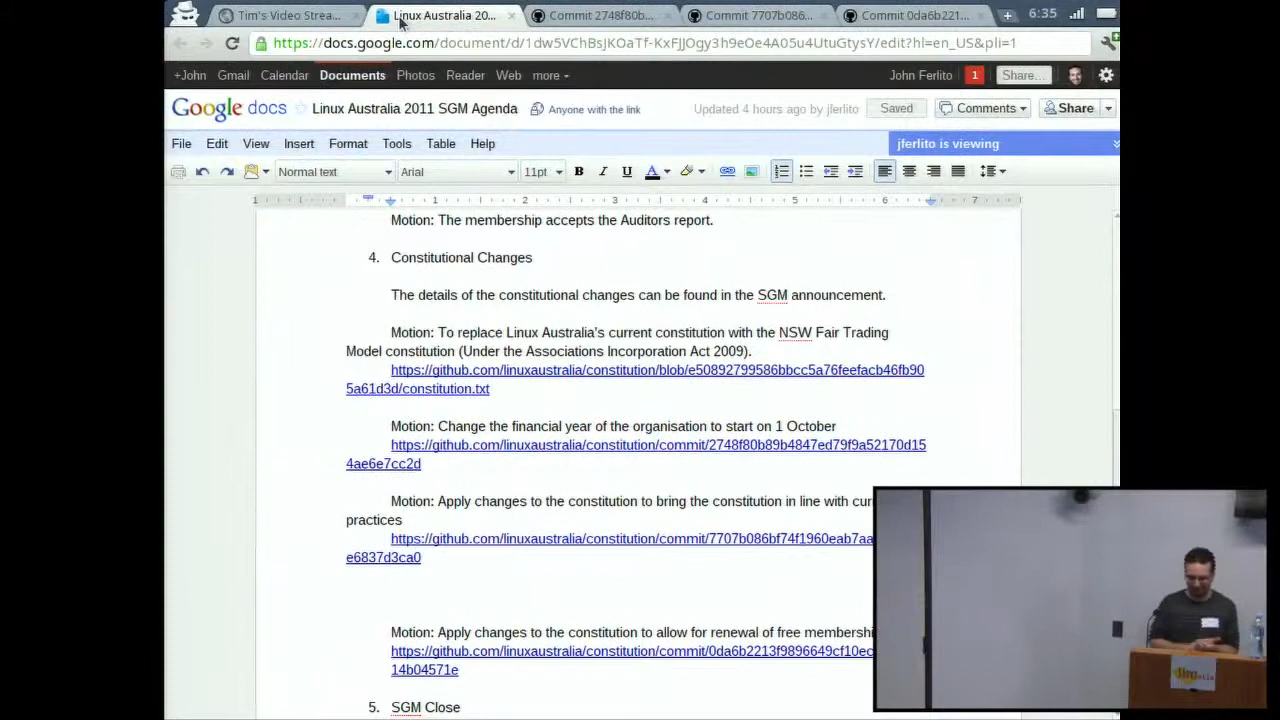 Tim's Video Strea...
Linux Australia 20...
Commit 2748f80b...
Commit 7707b086...
Commit 0da6b221...
6:35
https://docs.google.com/document/d/1dw5VChBsJKOaTf-KxFJJOgy3h9eOe4A05u4UtuGtysY/edit?hl=en_US&pli=1
+John Gmail Calendar Documents Photos Reader Web more
John Ferlito 1 Share...
Google docs Linux Australia 2011 SGM Agenda Anyone with the link
Updated 4 hours ago by jferlito Saved Comments Share
File Edit View Insert Format Tools Table Help
jferlito is viewing
Normal text Arial 11pt B I U A
1 1 2 3 4 5 6 7
Motion: The membership accepts the Auditors report.
4. Constitutional Changes
The details of the constitutional changes can be found in the SGM announcement.
Motion: To replace Linux Australia's current constitution with the NSW Fair Trading
Model constitution (Under the Associations Incorporation Act 2009).
https://github.com/linuxaustralia/constitution/blob/e50892799586bbcc5a76feefacb46fb90
5a61d3d/constitution.txt
Motion: Change the financial year of the organisation to start on 1 October
https://github.com/linuxaustralia/constitution/commit/2748f80b89b4847ed79f9a52170d15
4ae6e7cc2d
Motion: Apply changes to the constitution to bring the constitution in line with cur
practices
https://github.com/linuxaustralia/constitution/commit/7707b086bf74f1960eab7aa
e6837d3ca0
Motion: Apply changes to the constitution to allow for renewal of free membershi
https://github.com/linuxaustralia/constitution/commit/0da6b2213f9896649cf10ec
14b04571e
5. SGM Close